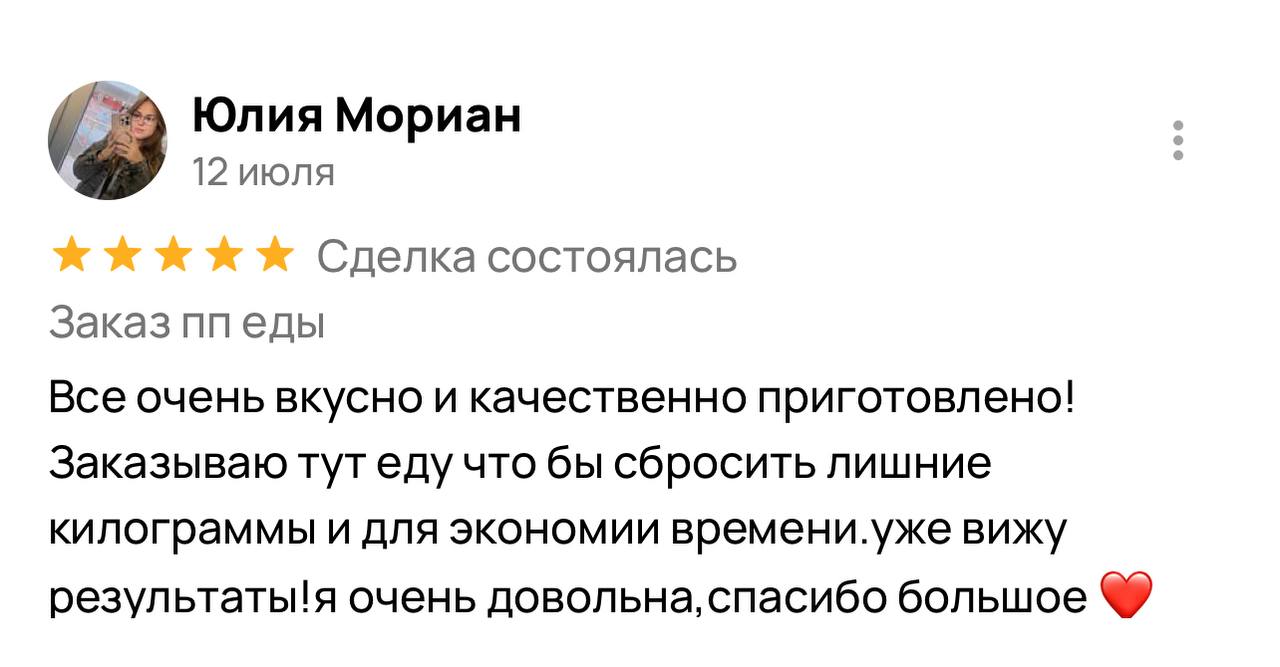 Юлия Мориан
12 июля
Сделка состоялась
Заказ пп еды
Все очень вкусно и качественно приготовлено!
Заказываю тут еду что бы сбросить лишние
килограммы и для экономии времени.уже вижу
результаты!я очень довольна,спасибо большое ❤️